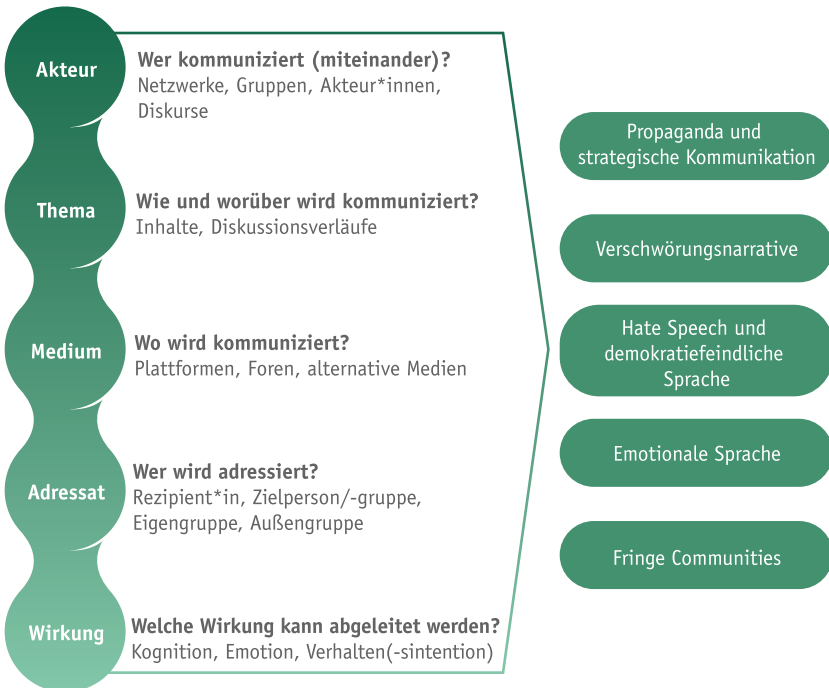 Akteur
Wer kommuniziert (miteinander)?
Netzwerke, Gruppen, Akteur*innen,
Diskurse
Thema
Wie und worüber wird kommuniziert?
Inhalte, Diskussionsverläufe
Medium
Wo wird kommuniziert?
Plattformen, Foren, alternative Medien
Adressat
Wer wird adressiert?
Rezipient*in, Zielperson/-gruppe,
Eigengruppe, Außengruppe
Wirkung
Welche Wirkung kann abgeleitet werden?
Kognition, Emotion, Verhalten(-sintention)
Propaganda und
strategische Kommunikation
Verschwörungsnarrative
Hate Speech und
demokratiefeindliche
Sprache
Emotionale Sprache
Fringe Communities